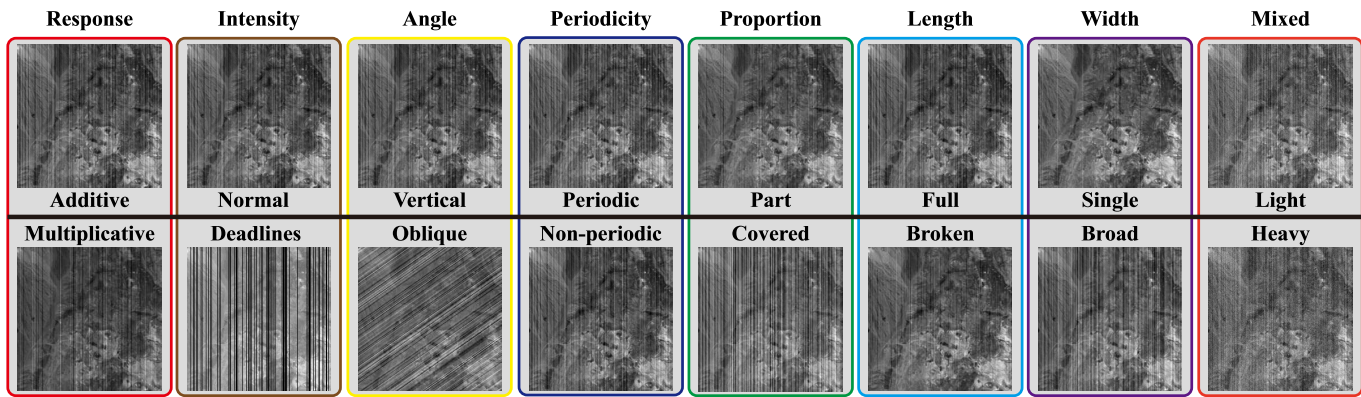 Response Intensity Angle Periodicity Proportion Length Width Mixed
Additive Normal Vertical Periodic Part Full Single Light
Multiplicative Deadlines Oblique Non-periodic Covered Broken Broad Heavy